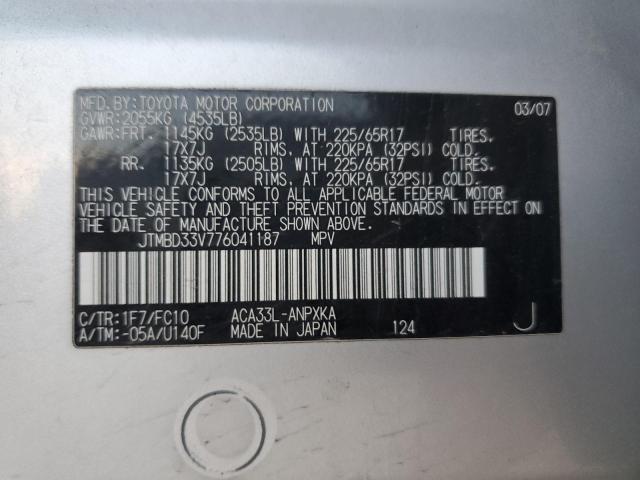 MFD. BY: TOYOTA MOTOR CORPORATION 03/07
GVWR: 2055KG (4535LB)
GAWR: FRT. 1145KG (2535LB) WITH 225/65R17 TIRES.
17X7J RIMS, AT 220KPA (32PSI) COLD.
RR. 1135KG (2505LB) WITH 225/65R17 TIRES.
17X7J RIMS, AT 220KPA (32PSI) COLD.
THIS VEHICLE CONFORMS TO ALL APPLICABLE FEDERAL MOTOR
VEHICLE SAFETY AND THEFT PREVENTION STANDARDS IN EFFECT ON
THE DATE OF MANUFACTURE SHOWN ABOVE.
JTMBD33V776041187 MPV
C/TR: 1F7/FC10 ACA33L-ANPXKA
A/TM: -05A/U140F MADE IN JAPAN 124 J